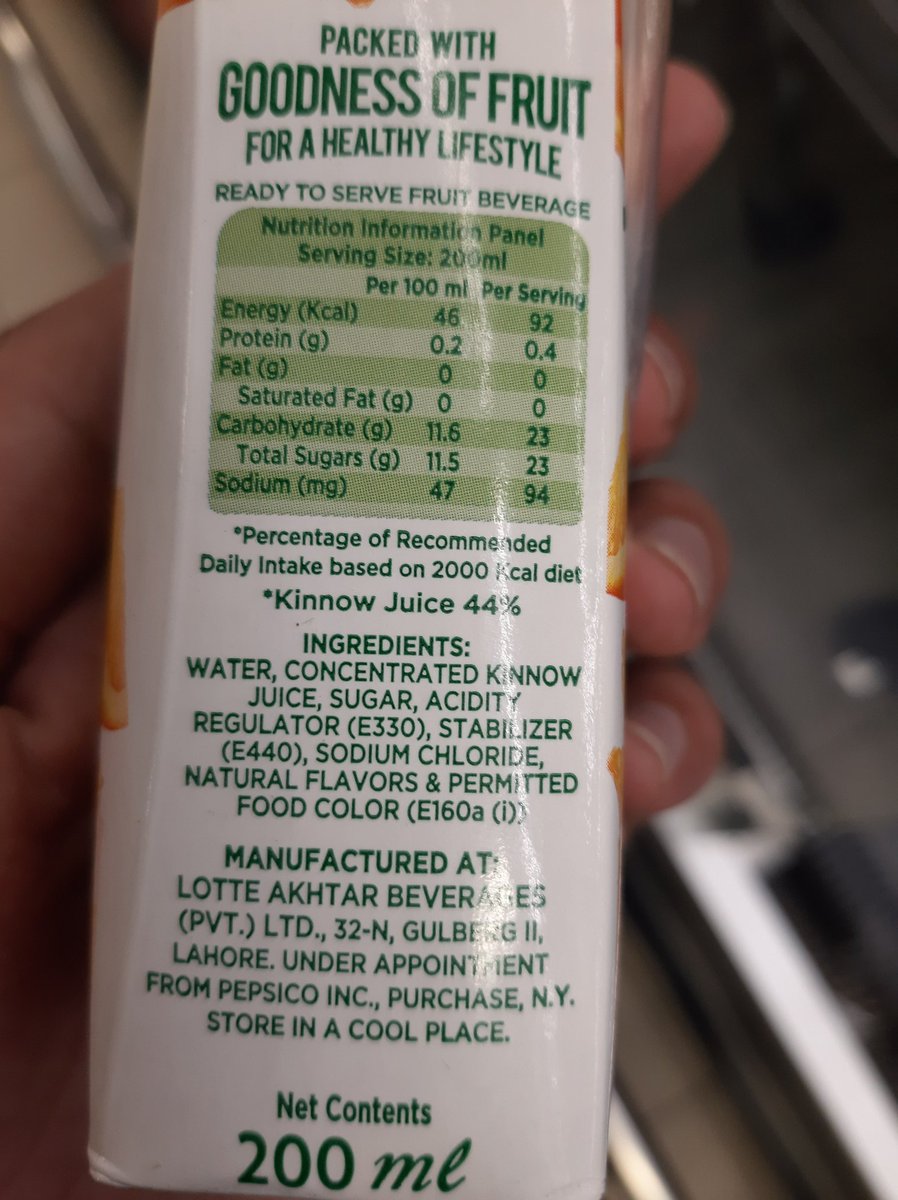 PACKED WITH
GOODNESS OF FRUIT
FOR A HEALTHY LIFESTYLE
READY TO SERVE FRUIT BEVERAGE
Nutrition Information Panel
Serving Size: 200ml
Per 100 ml Per Serving
Energy (Kcal) 46 92
Protein (g) 0.2 0.4
Fat (g) 0 0
Saturated Fat (g) 0 0
Carbohydrate (g) 11.6 23
Total Sugars (g) 11.5 23
Sodium (mg) 47 94
*Percentage of Recommended
Daily Intake based on 2000 Kcal diet
*Kinnow Juice 44%
INGREDIENTS:
WATER, CONCENTRATED KINNOW
JUICE, SUGAR, ACIDITY
REGULATOR (E330), STABILIZER
(E440), SODIUM CHLORIDE,
NATURAL FLAVORS & PERMITTED
FOOD COLOR (E160a (i))
MANUFACTURED AT:
LOTTE AKHTAR BEVERAGES
(PVT.) LTD., 32-N, GULBERG II,
LAHORE. UNDER APPOINTMENT
FROM PEPSICO INC., PURCHASE, N.Y.
STORE IN A COOL PLACE.
Net Contents
200 ml